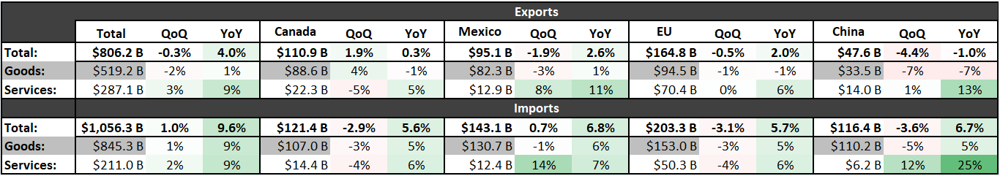 Exports
Total QoQ YoY Canada QoQ YoY Mexico QoQ YoY EU QoQ YoY China QoQ YoY
Total: $806.2 B -0.3% 4.0% $110.9 B 1.9% 0.3% $95.1 B -1.9% 2.6% $164.8 B -0.5% 2.0% $47.6 B -4.4% -1.0%
Goods: $519.2 B -2% 1% $88.6 B 4% -1% $82.3 B -3% 1% $94.5 B -1% -1% $33.5 B -7% -7%
Services: $287.1 B 3% 9% $22.3 B -5% 5% $12.9 B 8% 11% $70.4 B 0% 6% $14.0 B 1% 13%
Imports
Total: $1,056.3 B 1.0% 9.6% $121.4 B -2.9% 5.6% $143.1 B 0.7% 6.8% $203.3 B -3.1% 5.7% $116.4 B -3.6% 6.7%
Goods: $845.3 B 1% 9% $107.0 B -3% 5% $130.7 B -1% 6% $153.0 B -3% 5% $110.2 B -5% 5%
Services: $211.0 B 2% 9% $14.4 B -4% 6% $12.4 B 14% 7% $50.3 B -4% 6% $6.2 B 12% 25%